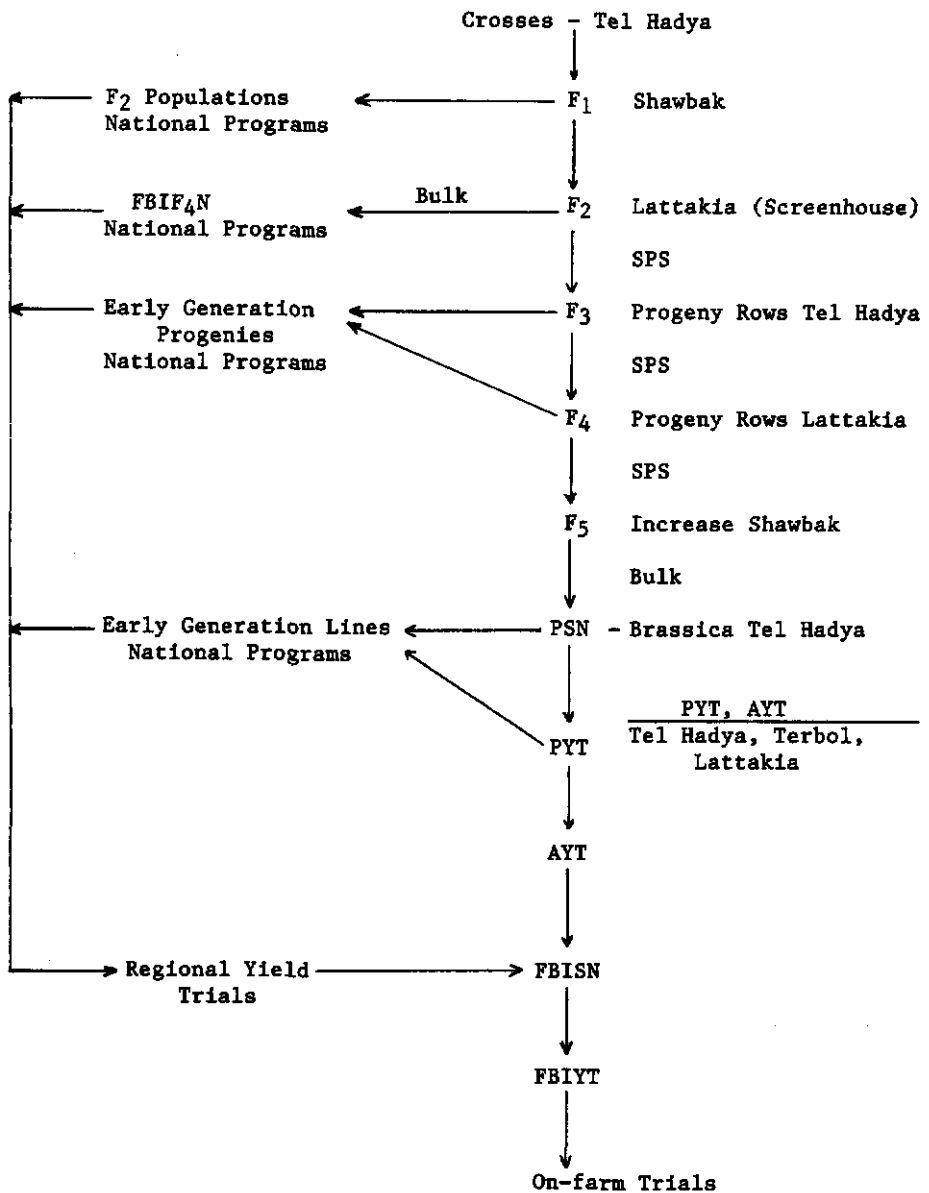 Crosses - Tel Hadya
F2 Populations
National Programs
F1 Shawbak
FBIF4N
National Programs
Bulk
F2 Lattakia (Screenhouse)
SPS
Early Generation
Progenies
National Programs
F3 Progeny Rows Tel Hadya
SPS
F4 Progeny Rows Lattakia
SPS
F5 Increase Shawbak
Bulk
Early Generation Lines
National Programs
PSN - Brassica Tel Hadya
PYT
PYT, AYT
Tel Hadya, Terbol,
Lattakia
AYT
Regional Yield
Trials
FBISN
FBIYT
On-farm Trials